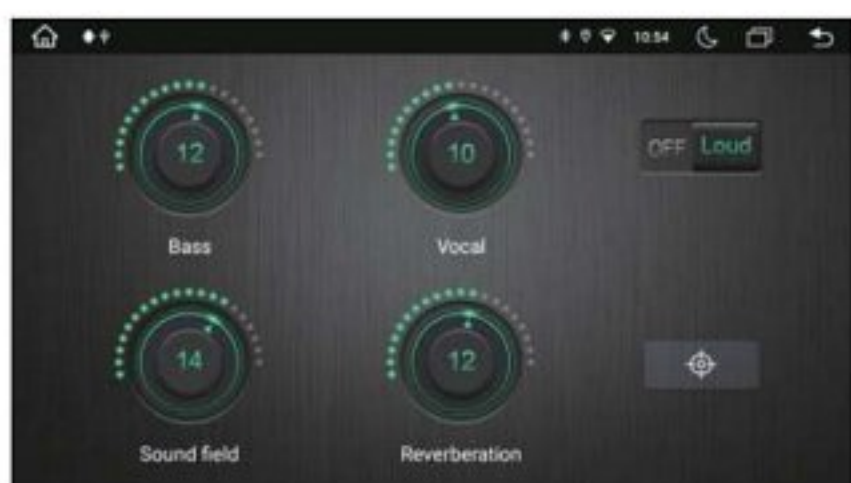 10:54
12
10
OFF Loud
Bass
Vocal
14
12
Sound field
Reverberation